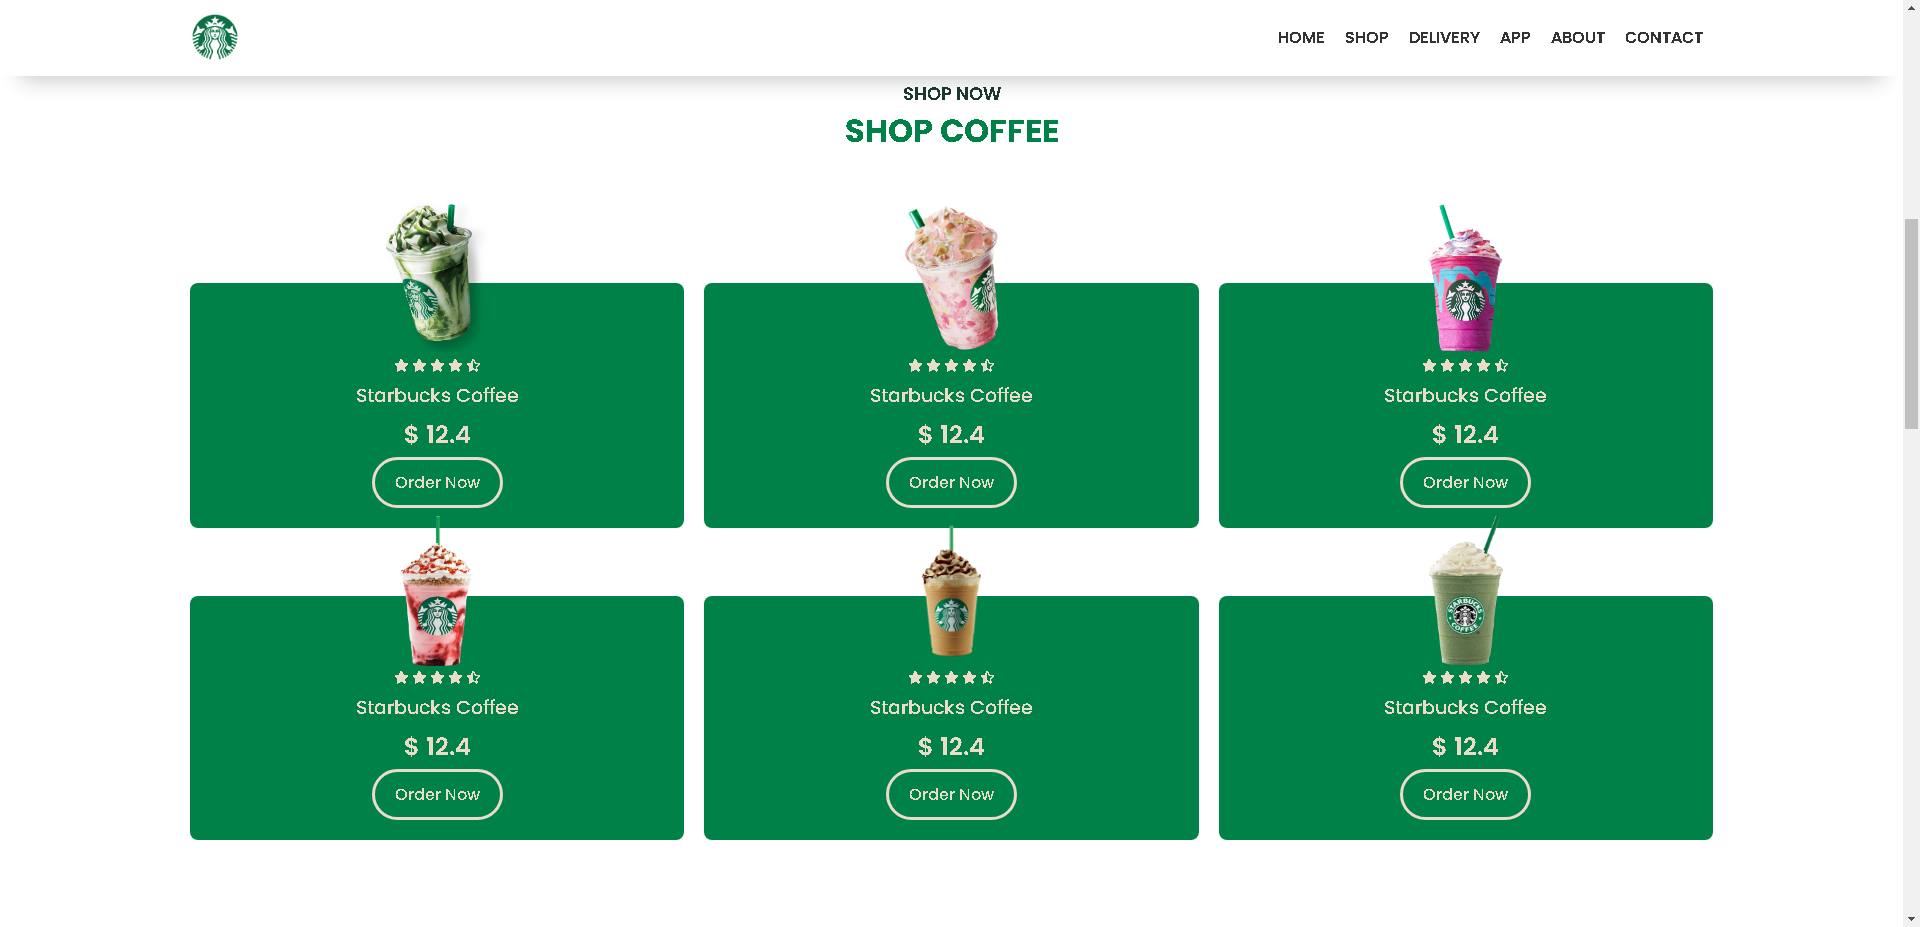 HOME SHOP DELIVERY APP ABOUT CONTACT
SHOP NOW
SHOP COFFEE
Starbucks Coffee Starbucks Coffee Starbucks Coffee
$ 12.4 $ 12.4 $ 12.4
Order Now Order Now Order Now
STARBUCKS
COFFEE
Starbucks Coffee Starbucks Coffee Starbucks Coffee
$ 12.4 $ 12.4 $ 12.4
Order Now Order Now Order Now